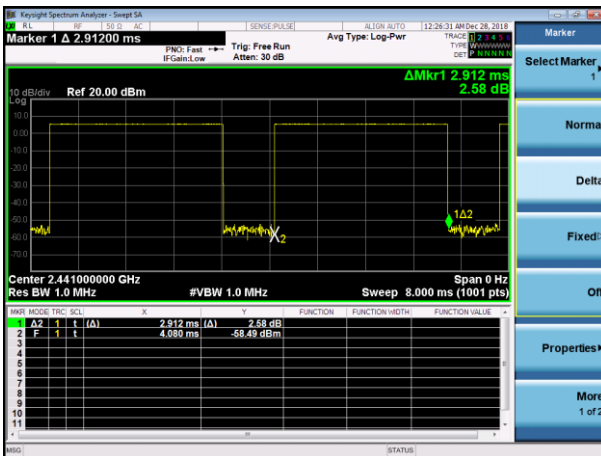 Keysight Spectrum Analyzer - Swept SA
RL RF 50 Ω AC SENSE:PULSE ALIGN AUTO 12:26:31 AM Dec 28, 2018
Marker 1 Δ 2.91200 ms
PNO: Fast Trig: Free Run Avg Type: Log-Pwr TRACE 1 2 3 4 5 6
IFGain:Low Atten: 30 dB TYPE WWWWWW
DET P N N N N N
ΔMkr1 2.912 ms
2.58 dB
10 dB/div Ref 20.00 dBm
Log
10.0
0.00
-10.0
-20.0
-30.0
-40.0
-50.0
-60.0
-70.0
1Δ2
X2
Center 2.441000000 GHz Span 0 Hz
Res BW 1.0 MHz #VBW 1.0 MHz Sweep 8.000 ms (1001 pts)
MKR MODE TRC SCL X Y FUNCTION FUNCTION WIDTH FUNCTION VALUE
1 Δ2 1 t (Δ) 2.912 ms (Δ) 2.58 dB
2 F 1 t 4.080 ms -58.49 dBm
3
4
5
6
7
8
9
10
11
MSG STATUS
Marker
Select Marker
1
Norma
Delta
Fixed
Off
Properties
More
1 of 2